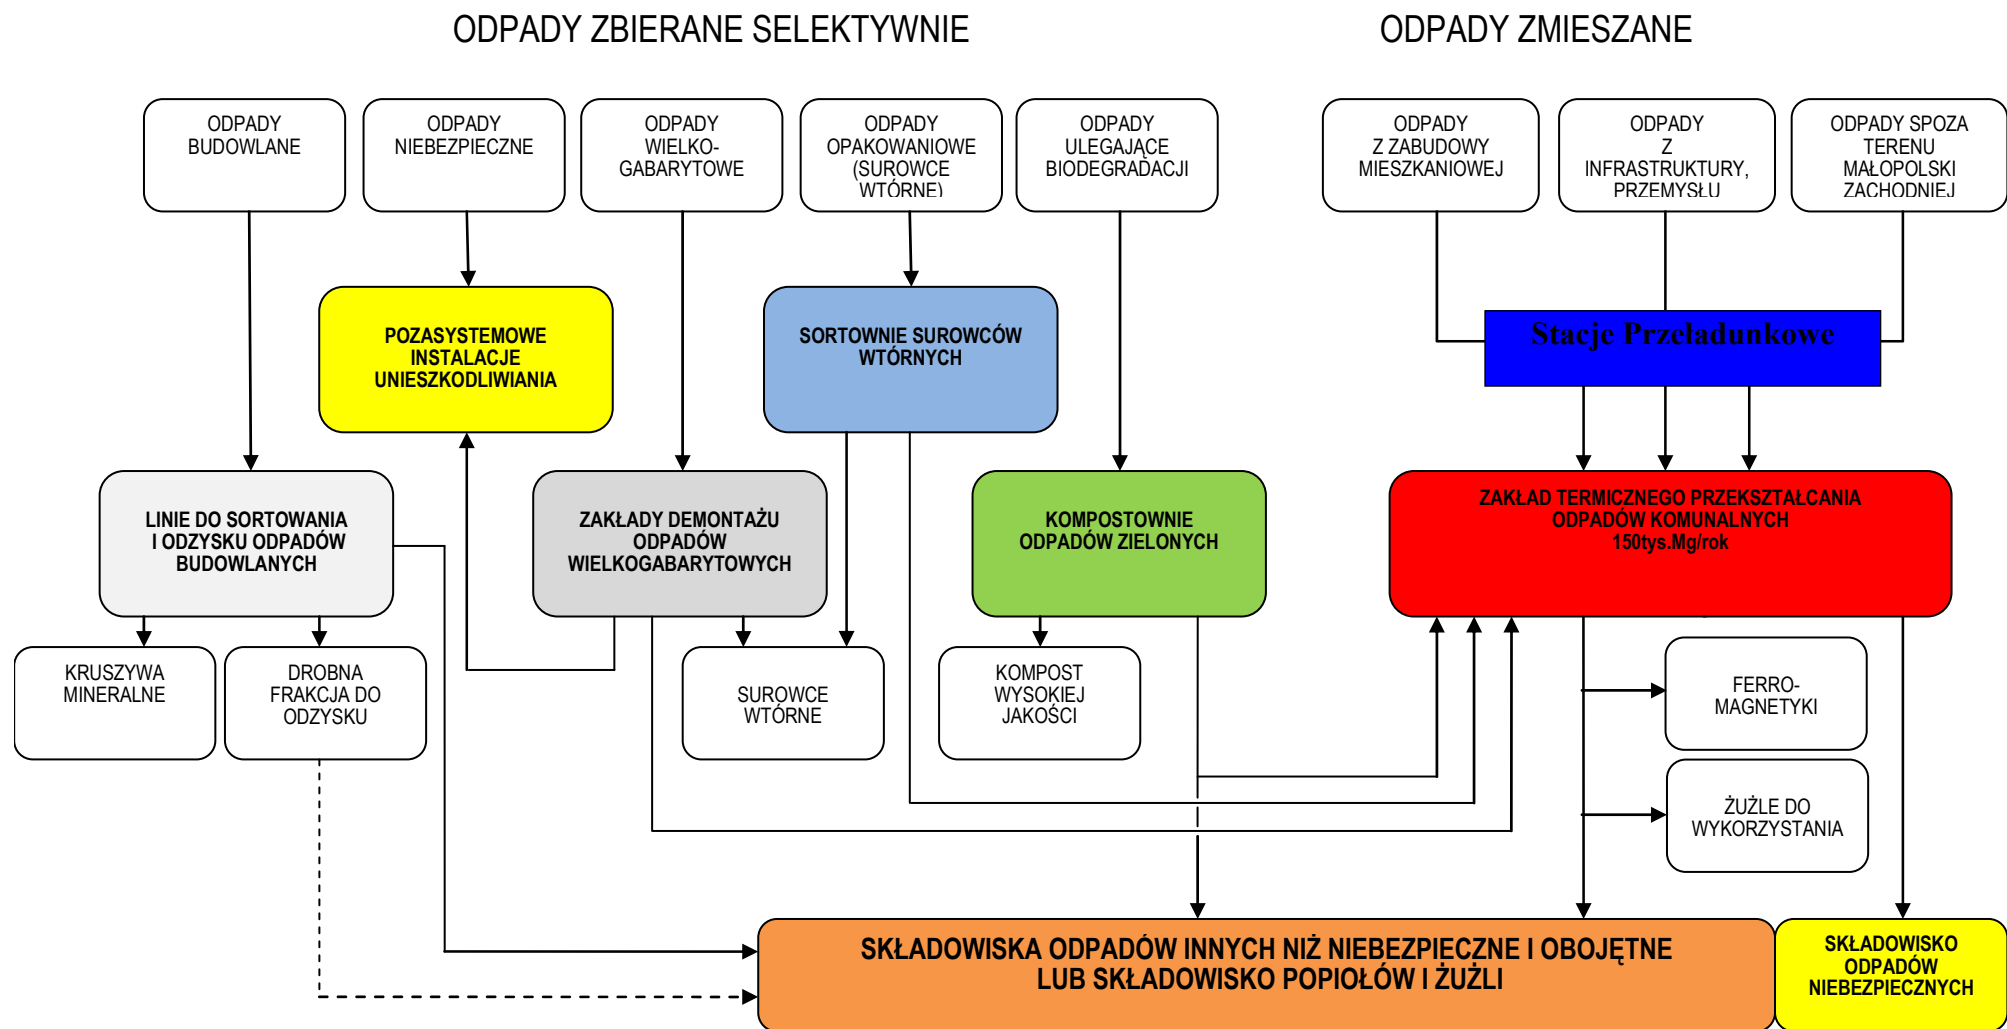 ODPADY ZBIERANE SELEKTYWNIE
ODPADY ZMIESZANE
ODPADY
BUDOWLANE
ODPADY
NIEBEZPIECZNE
ODPADY
WIELKO-
GABARYTOWE
ODPADY
OPAKOWANIOWE
(SUROWCE
WTÓRNE)
ODPADY
ULEGAJĄCE
BIODEGRADACJI
ODPADY
Z ZABUDOWY
MIESZKANIOWEJ
ODPADY
Z
INFRASTRUKTURY,
PRZEMYSŁU
ODPADY SPOZA
TERENU
MAŁOPOLSKI
ZACHODNIEJ
POZASYSTEMOWE
INSTALACJE
UNIESZKODLIWIANIA
SORTOWNIE SUROWCÓW
WTÓRNYCH
Stacje Przeładunkowe
LINIE DO SORTOWANIA
I ODZYSKU ODPADÓW
BUDOWLANYCH
ZAKŁADY DEMONTAŻU
ODPADÓW
WIELKOGABARYTOWYCH
KOMPOSTOWNIE
ODPADÓW ZIELONYCH
ZAKŁAD TERMICZNEGO PRZEKSZTAŁCANIA
ODPADÓW KOMUNALNYCH
150tys.Mg/rok
KRUSZYWA
MINERALNE
DROBNA
FRAKCJA DO
ODZYSKU
SUROWCE
WTÓRNE
KOMPOST
WYSOKIEJ
JAKOŚCI
FERRO-
MAGNETYKI
ŻUŻLE DO
WYKORZYSTANIA
SKŁADOWISKA ODPADÓW INNYCH NIŻ NIEBEZPIECZNE I OBOJĘTNE
LUB SKŁADOWISKO POPIOŁÓW I ŻUŻLI
SKŁADOWISKO
ODPADÓW
NIEBEZPIECZNYCH